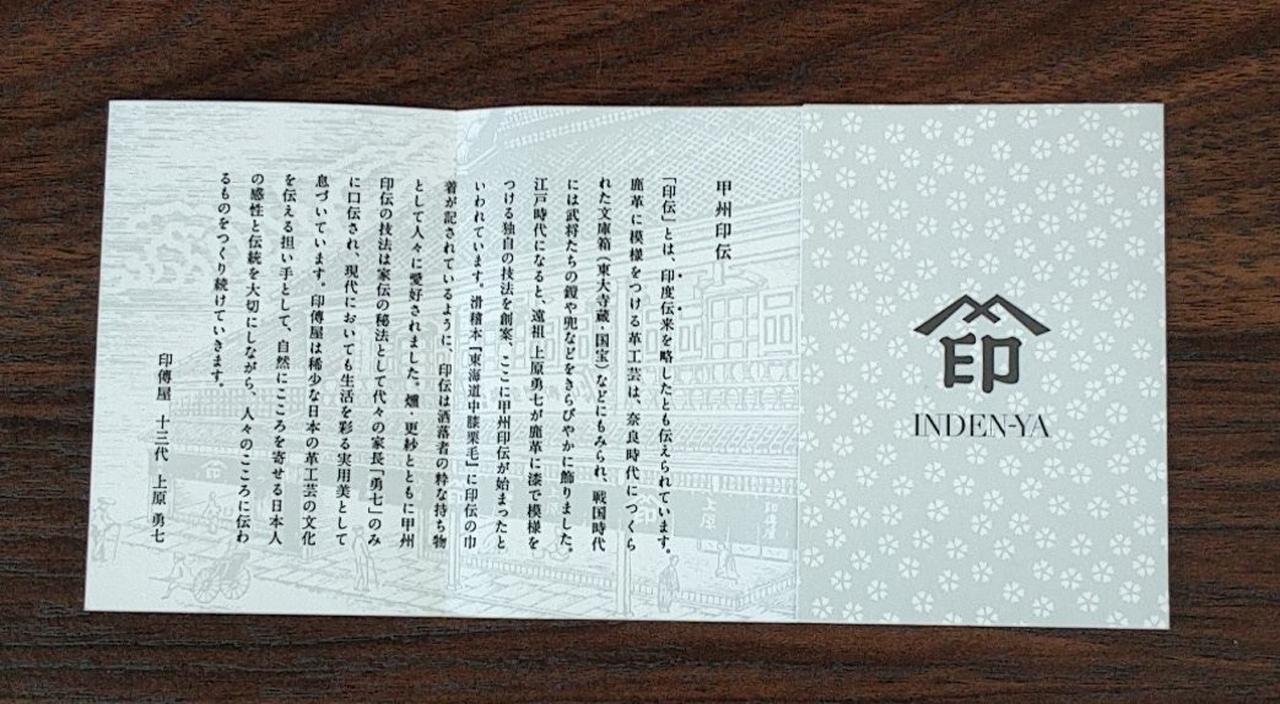 印
INDEN-YA
甲州印伝
「印伝」とは、印度伝来を略したとも伝えられています。
鹿革に模様をつける革工芸は、奈良時代につくら
れた文庫箱（東大寺蔵・国宝）などにもみられ、戦国時代
には武将たちの鎧や兜などをきらびやかに飾りました。
江戸時代になると、遠祖 上原勇七が鹿革に漆で模様を
つける独自の技法を創案、ここに甲州印伝が始まったと
いわれています。滑稽本『東海道中膝栗毛』に印伝の巾
着が記されているように、印伝は洒落者の粋な持ち物
として人々に愛好されました。燻・更紗とともに甲州
印伝の技法は家伝の秘法として代々の家長「勇七」のみ
に口伝され、現代においても生活を彩る実用美として
息づいています。印傳屋は稀少な日本の革工芸の文化
を伝える担い手として、自然にこころを寄せる日本人
の感性と伝統を大切にしながら、人々のこころに伝わ
るものをつくり続けていきます。
印傳屋 十三代 上原 勇七
上原
印傳屋